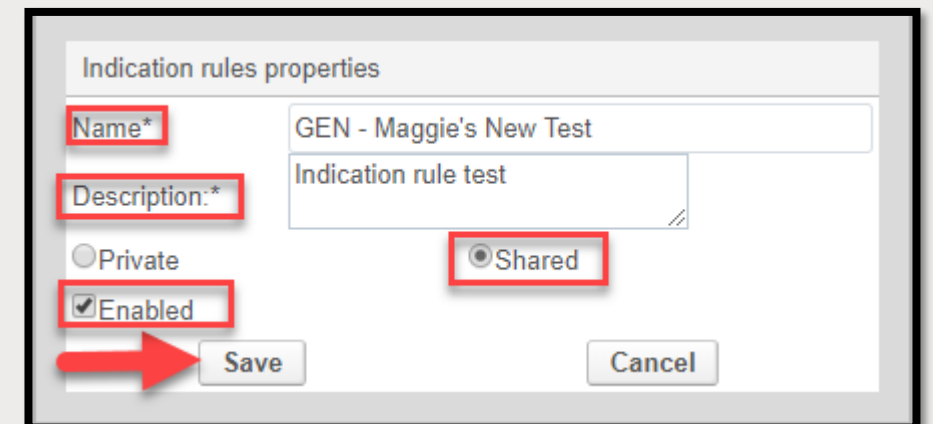 Indication rules properties
Name* GEN - Maggie's New Test
Description:* Indication rule test
Private Shared
Enabled
Save Cancel